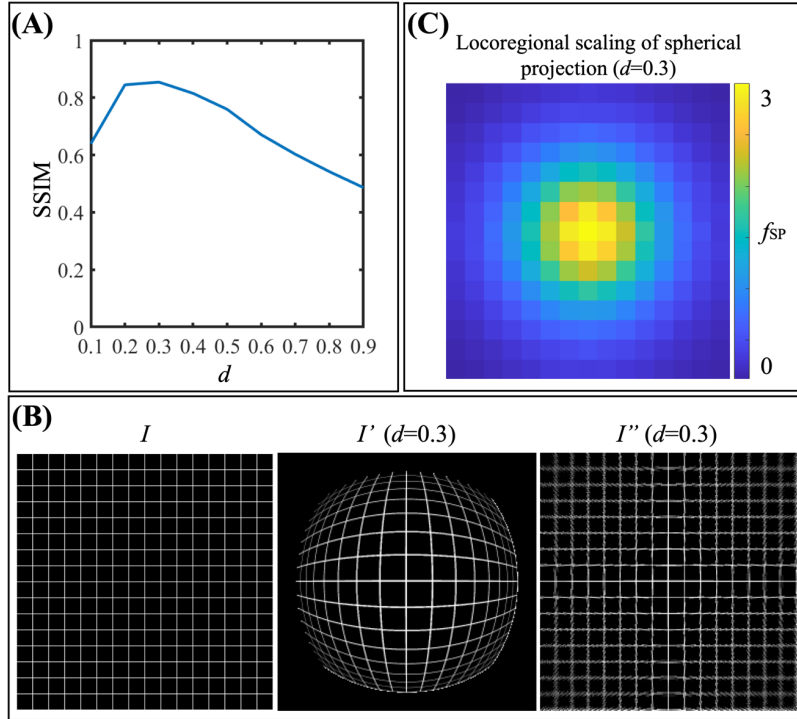 (A)
1
0.8
0.6
0.4
0.2
0
SSIM
0.1 0.2 0.3 0.4 0.5 0.6 0.7 0.8 0.9
d
(C)
Locoregional scaling of spherical
projection (d=0.3)
3
fSP
0
(B)
I
I’ (d=0.3)
I” (d=0.3)